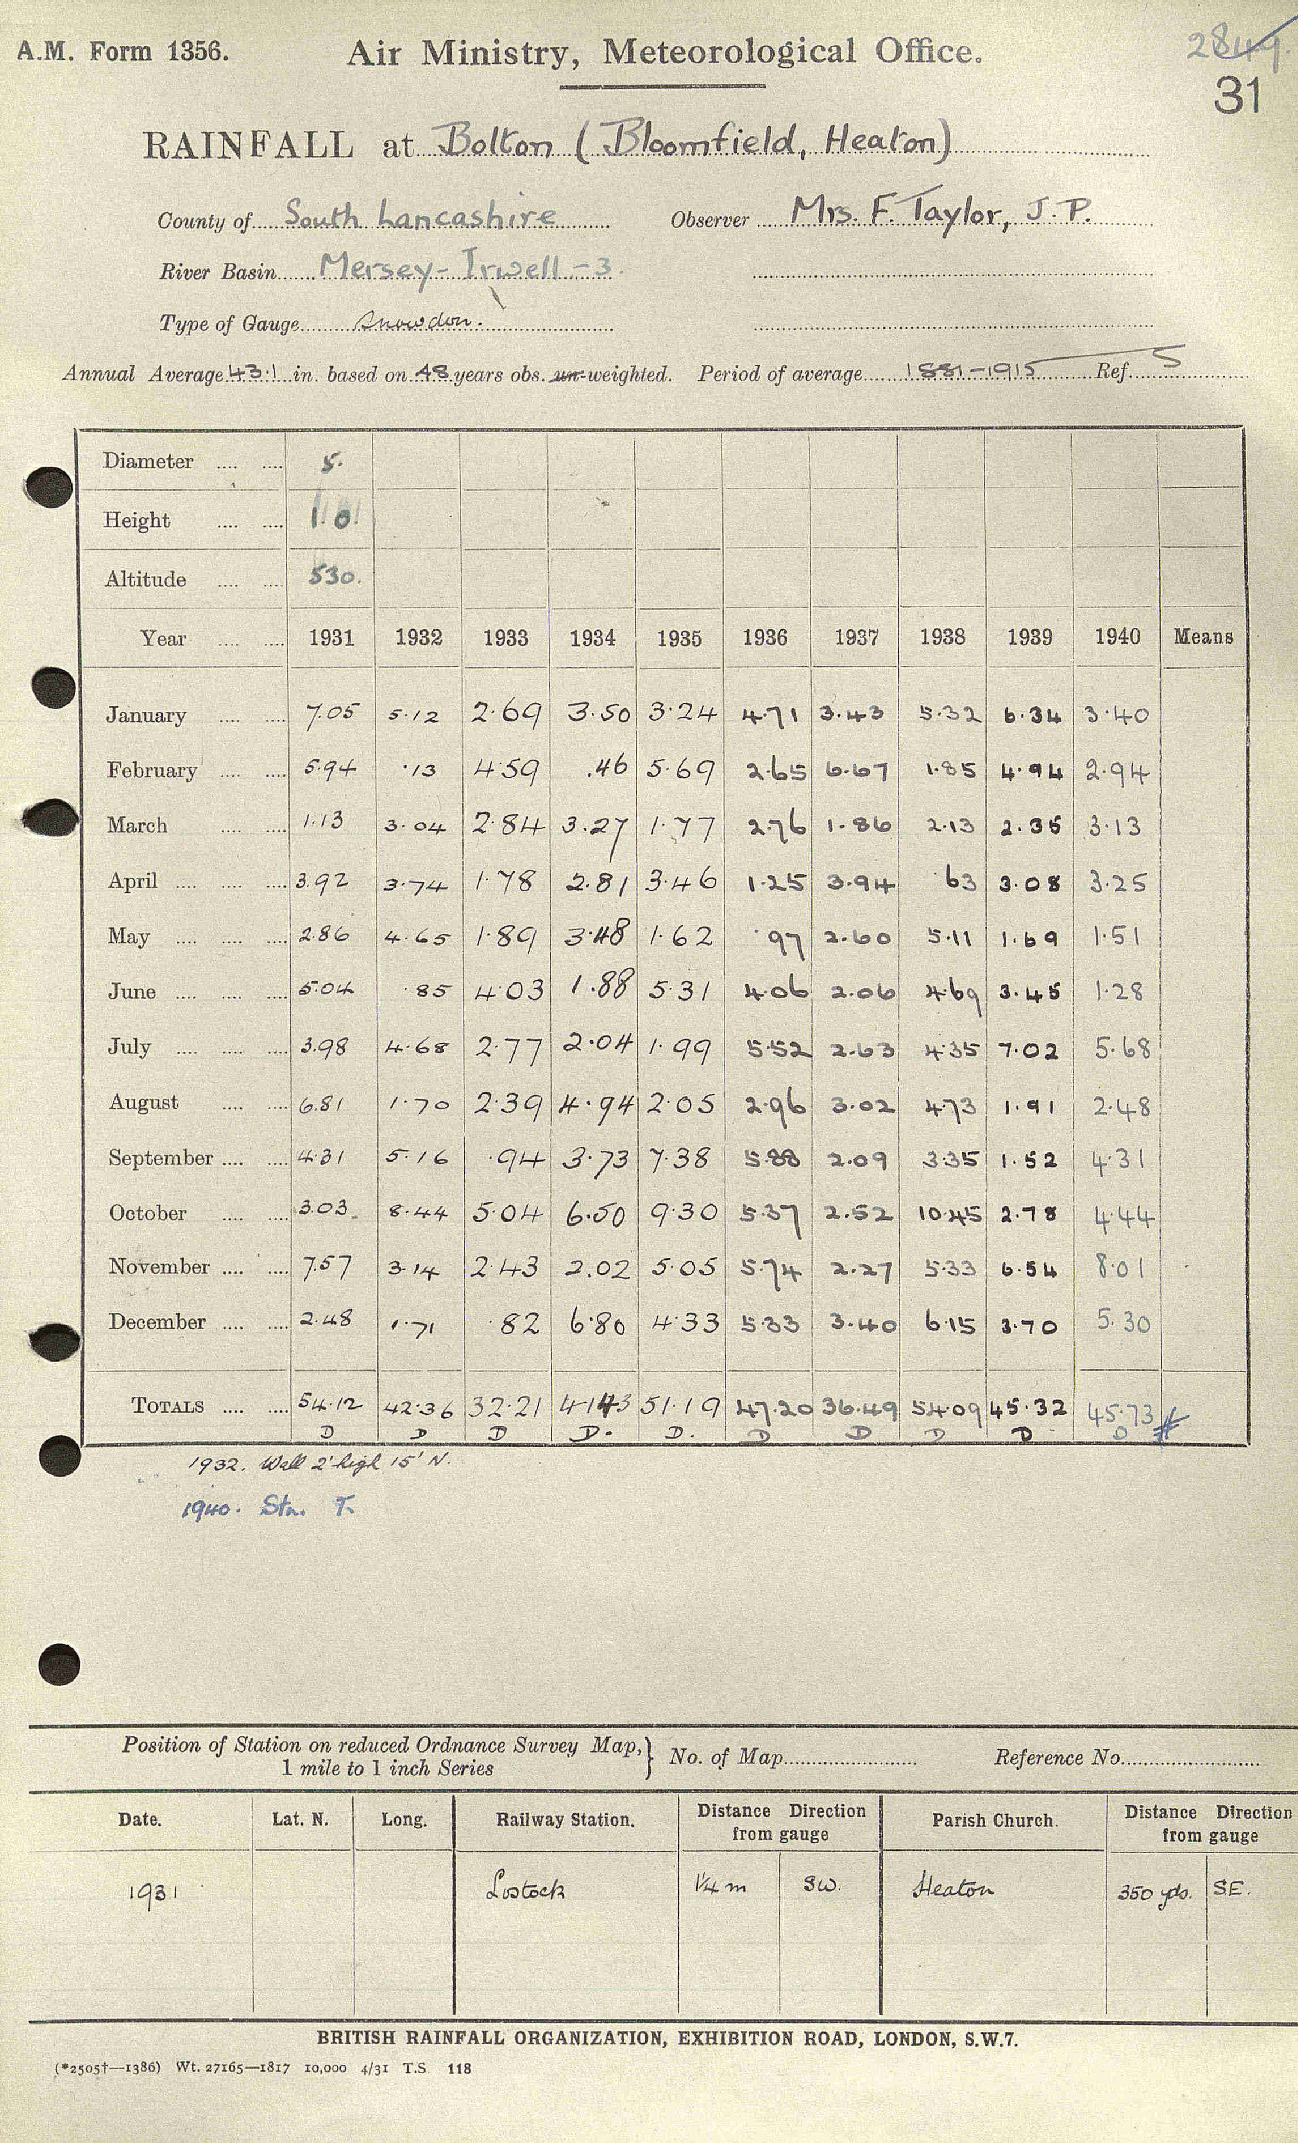 A.M. Form 1356. Air Ministry, Meteorological Office. 2849.
31
RAINFALL at Bolton (Bloomfield, Heaton)
County of South Lancashire Observer Mrs. F. Taylor, J.P.
River Basin Mersey-Irwell-3.
Type of Gauge Snowdon.
Annual Average 43.1 in. based on 48 years obs. un-weighted. Period of average 1881-1915 Ref. 5
Diameter 5.
Height 1 0
Altitude 530.
Year 1931 1932 1933 1934 1935 1936 1937 1938 1939 1940 Means
January 7.05 5.12 2.69 3.50 3.24 4.71 3.43 5.32 6.34 3.40
February 5.94 .13 4.59 .46 5.69 2.65 6.67 1.85 4.94 2.94
March 1.13 3.04 2.84 3.27 1.77 2.76 1.86 2.13 2.35 3.13
April 3.92 3.74 1.78 2.81 3.46 1.25 3.94 .63 3.08 3.25
May 2.86 4.65 1.89 3.48 1.62 .97 2.60 5.11 1.69 1.51
June 5.04 .85 4.03 1.88 5.31 4.06 2.06 4.69 3.45 1.28
July 3.98 4.68 2.77 2.04 1.99 5.52 2.63 4.35 7.02 5.68
August 6.81 1.70 2.39 4.94 2.05 2.96 3.02 4.73 1.91 2.48
September 4.31 5.16 .94 3.73 7.38 5.88 2.09 3.35 1.52 4.31
October 3.03 8.44 5.04 6.50 9.30 5.37 2.52 10.45 2.78 4.44
November 7.57 3.14 2.43 2.02 5.05 5.74 2.27 5.33 6.54 8.01
December 2.48 1.71 .82 6.80 4.33 5.33 3.40 6.15 3.70 5.30
TOTALS 54.12 42.36 32.21 41.43 51.19 47.20 36.49 54.09 45.32 45.73 #
D D D D. D. D D D D D
1932. Wall 2' high 15' N.
1940. Stn. T.
Position of Station on reduced Ordnance Survey Map, } No. of Map Reference No.
1 mile to 1 inch Series
Date. Lat. N. Long. Railway Station. Distance Direction from gauge Parish Church. Distance Direction from gauge
1931 Lostock 1/4 m SW. Heaton 350 yds. S.E.
BRITISH RAINFALL ORGANIZATION, EXHIBITION ROAD, LONDON, S.W.7.
(*2505†—1386) Wt. 27165—1817 10,000 4/31 T.S. 118